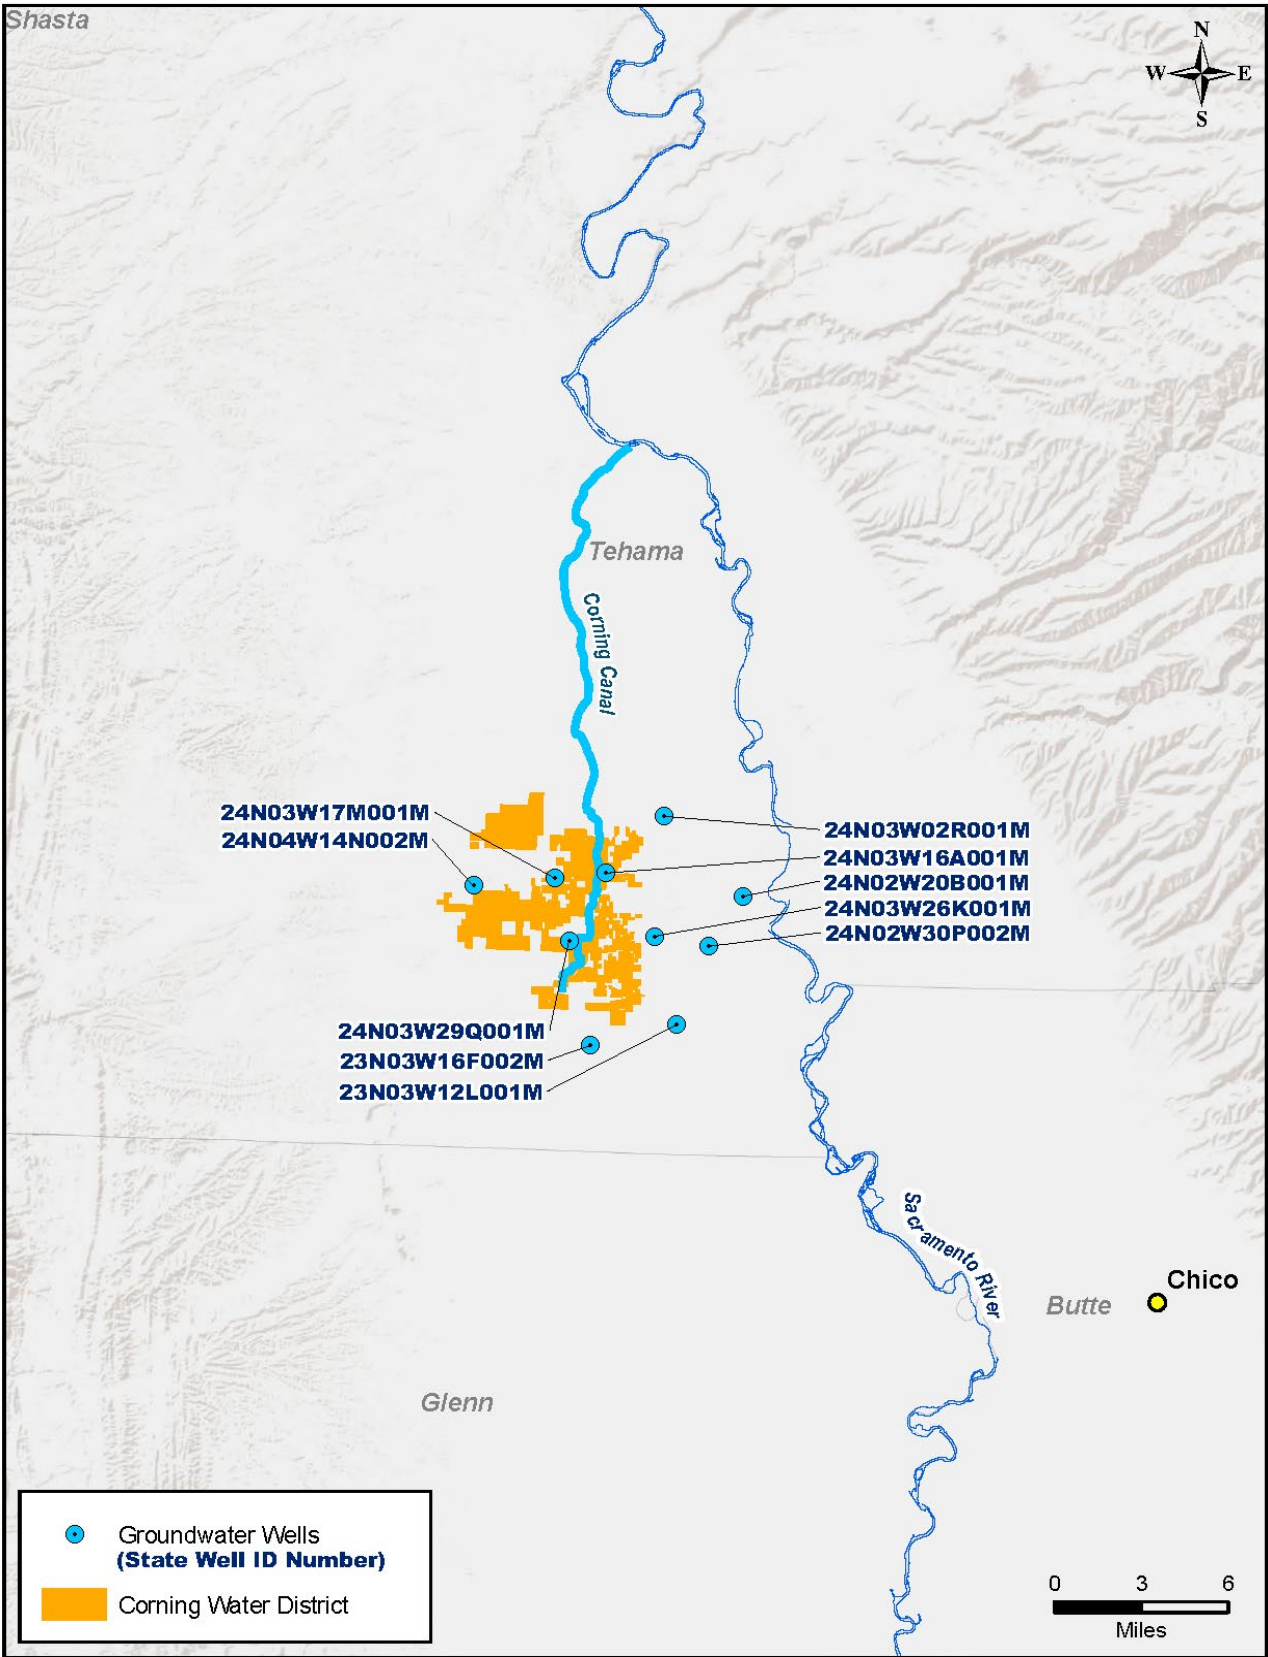 Shasta
N
W E
S
Tehama
Corning Canal
24N03W17M001M
24N04W14N002M
24N03W02R001M
24N03W16A001M
24N02W20B001M
24N03W26K001M
24N02W30P002M
24N03W29Q001M
23N03W16F002M
23N03W12L001M
Sacramento River
Chico
Butte
Glenn
Groundwater Wells
(State Well ID Number)
Corning Water District
0 3 6
Miles